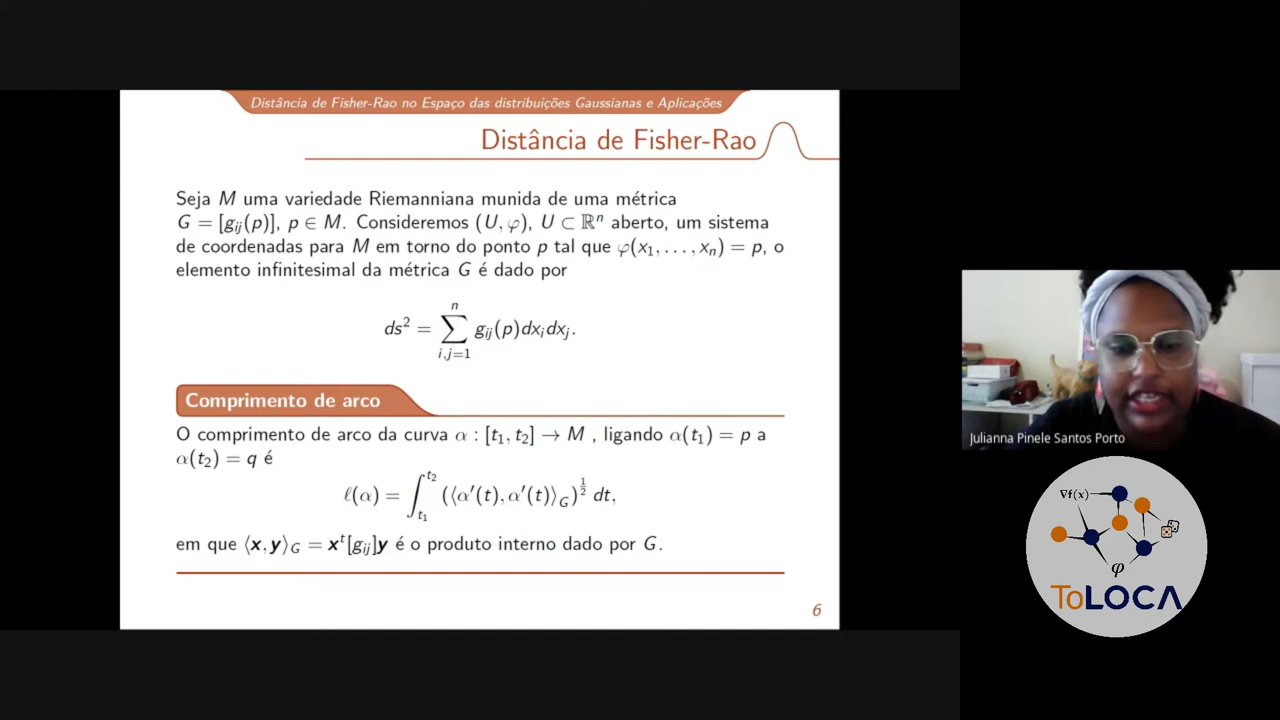 Distância de Fisher-Rao no Espaço das distribuições Gaussianas e Aplicações
Distância de Fisher-Rao
Seja M uma variedade Riemanniana munida de uma métrica
G = [gᵢⱼ(p)], p ∈ M. Consideremos (U, φ), U ⊂ ℝⁿ aberto, um sistema
de coordenadas para M em torno do ponto p tal que φ(x₁, . . . , xₙ) = p, o
elemento infinitesimal da métrica G é dado por
ds² = ∑ⁿᵢ,ⱼ₌₁ gᵢⱼ(p)dxᵢdxⱼ.
Comprimento de arco
O comprimento de arco da curva α : [t₁, t₂] → M , ligando α(t₁) = p a
α(t₂) = q é
ℓ(α) = ∫ₜ₁ᵗ² (⟨α′(t), α′(t)⟩_G)^½ dt,
em que ⟨x, y⟩_G = xᵗ[gᵢⱼ]y é o produto interno dado por G.
6
Julianna Pinele Santos Porto
∇f(x)
φ
ToLOCA